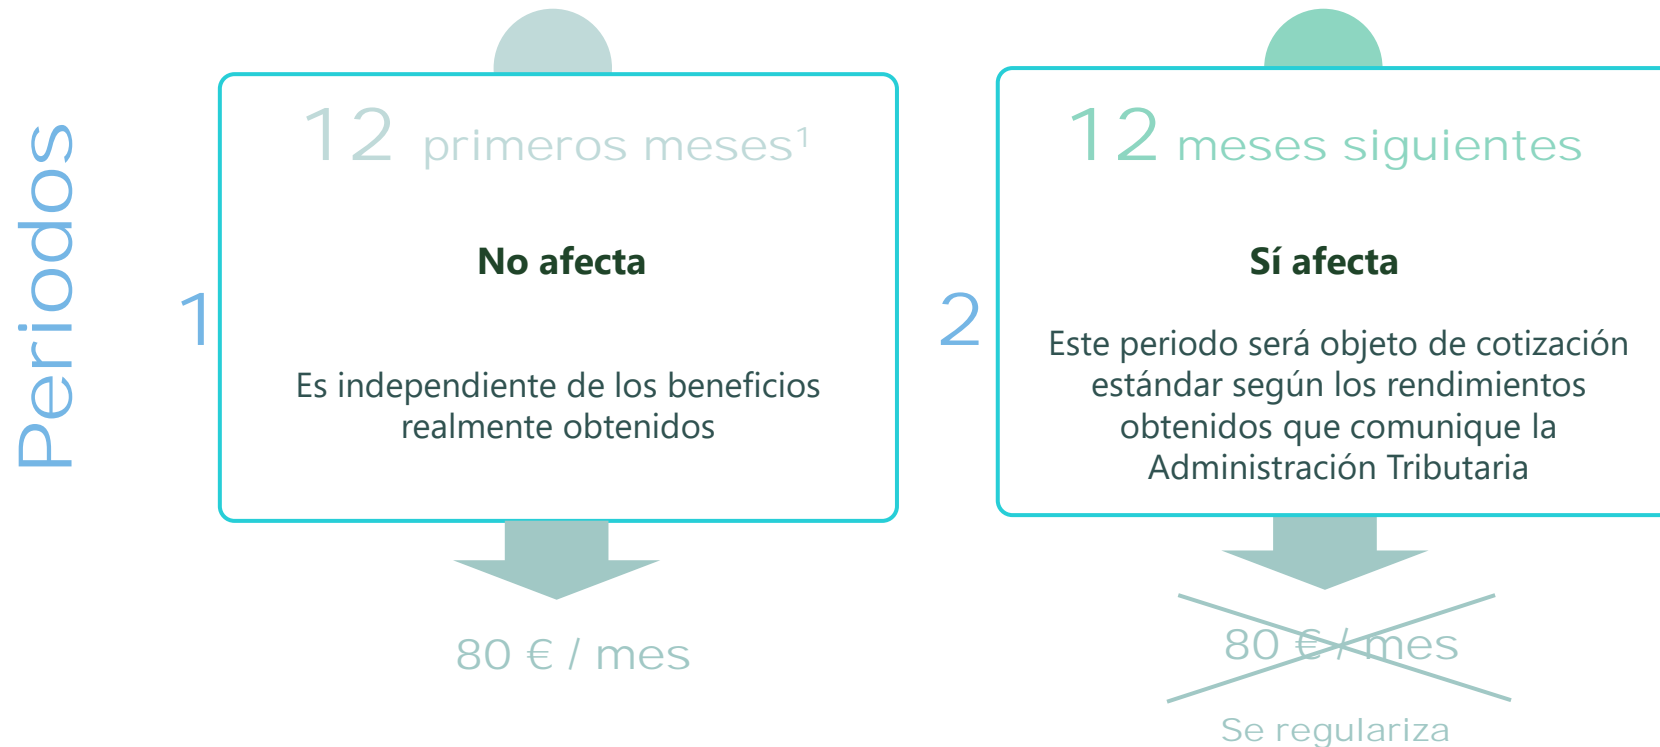 Periodos
1
12 primeros meses¹
No afecta
Es independiente de los beneficios
realmente obtenidos
80 € / mes
2
12 meses siguientes
Sí afecta
Este periodo será objeto de cotización
estándar según los rendimientos
obtenidos que comunique la
Administración Tributaria
80 € / mes
Se regulariza